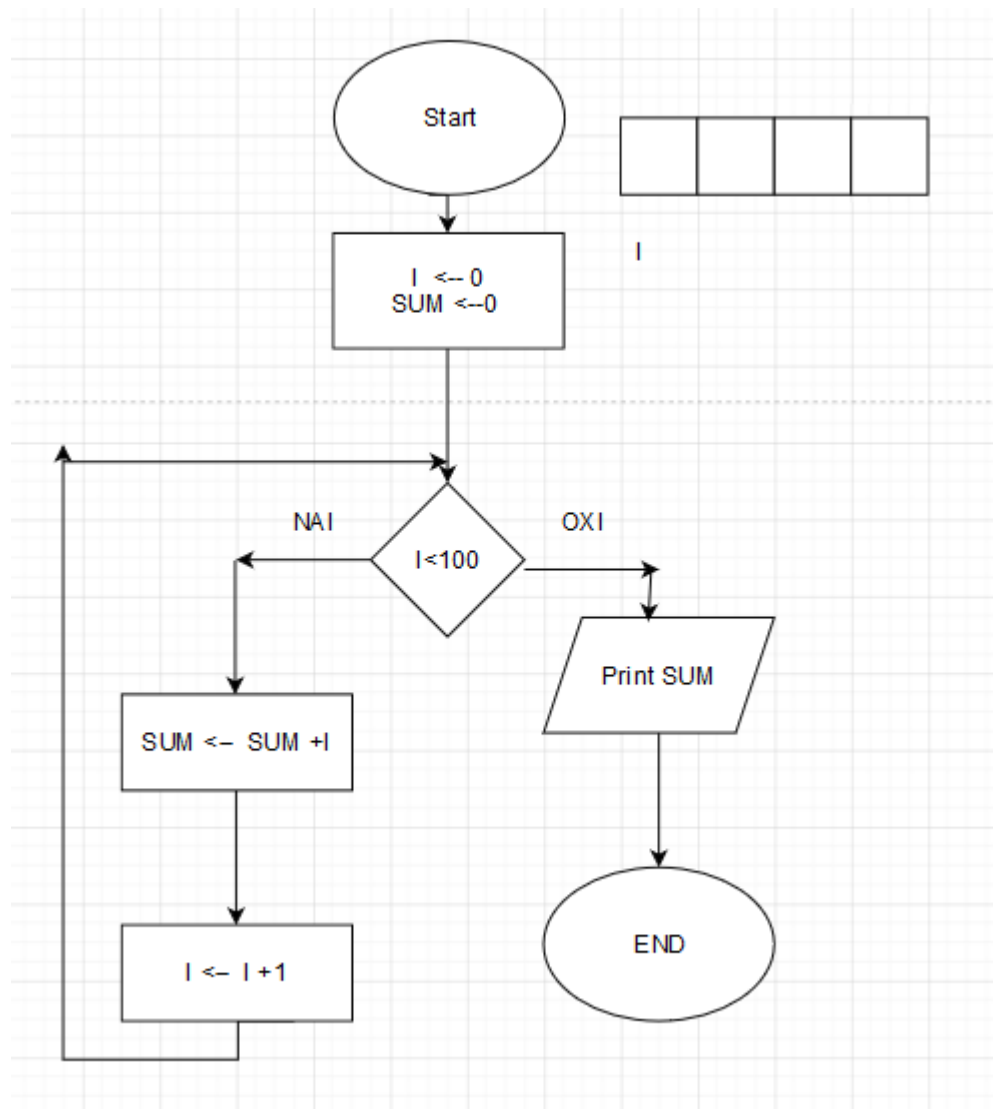 Start
I <-- 0
SUM <--0
I
NAI
OXI
I<100
Print SUM
SUM <-- SUM +I
END
I <-- I +1